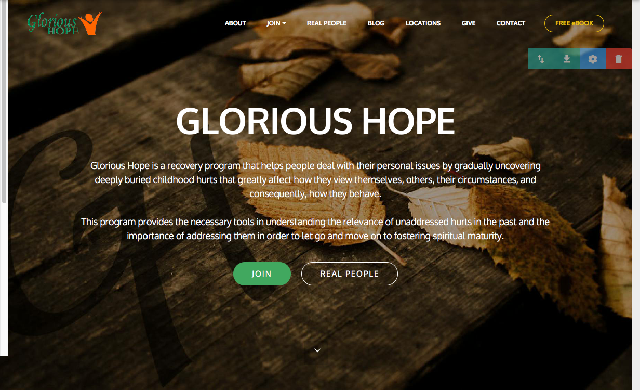 Glorious
HOPE
ABOUT
JOIN
REAL PEOPLE
BLOG
LOCATIONS
GIVE
CONTACT
FREE eBOOK
GLORIOUS HOPE
Glorious Hope is a recovery program that helps people deal with their personal issues by gradually uncovering
deeply buried childhood hurts that greatly affect how they view themselves, others, their circumstances, and
consequently, how they behave.
This program provides the necessary tools in understanding the relevance of unaddressed hurts in the past and the
importance of addressing them in order to let go and move on to fostering spiritual maturity.
JOIN
REAL PEOPLE